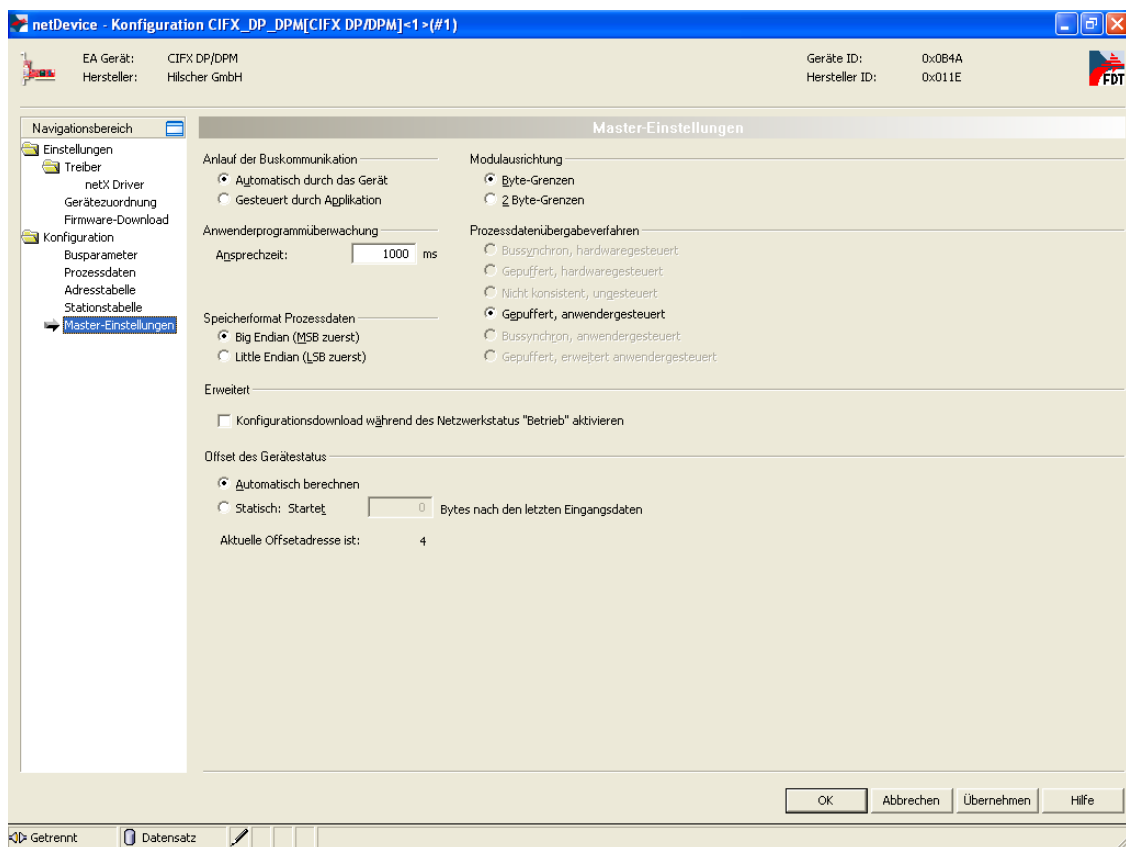 netDevice - Konfiguration CIFX_DP_DPM[CIFX DP/DPM]<1>(#1)
EA Gerät: CIFX DP/DPM Geräte ID: 0x0B4A
Hersteller: Hilscher GmbH Hersteller ID: 0x011E
FDT
Navigationsbereich
Einstellungen
Treiber
netX Driver
Gerätezuordnung
Firmware-Download
Konfiguration
Busparameter
Prozessdaten
Adresstabelle
Stationstabelle
Master-Einstellungen
Master-Einstellungen
Anlauf der Buskommunikation
Automatisch durch das Gerät
Gesteuert durch Applikation
Modulausrichtung
Byte-Grenzen
2 Byte-Grenzen
Anwenderprogrammüberwachung
Ansprechzeit: 1000 ms
Prozessdatenübergabeverfahren
Bussynchron, hardwaregesteuert
Gepuffert, hardwaregesteuert
Nicht konsistent, ungesteuert
Gepuffert, anwendergesteuert
Bussynchron, anwendergesteuert
Gepuffert, erweitert anwendergesteuert
Speicherformat Prozessdaten
Big Endian (MSB zuerst)
Little Endian (LSB zuerst)
Erweitert
Konfigurationsdownload während des Netzwerkstatus "Betrieb" aktivieren
Offset des Gerätestatus
Automatisch berechnen
Statisch: Startet 0 Bytes nach den letzten Eingangsdaten
Aktuelle Offsetadresse ist: 4
OK Abbrechen Übernehmen Hilfe
Getrennt Datensatz